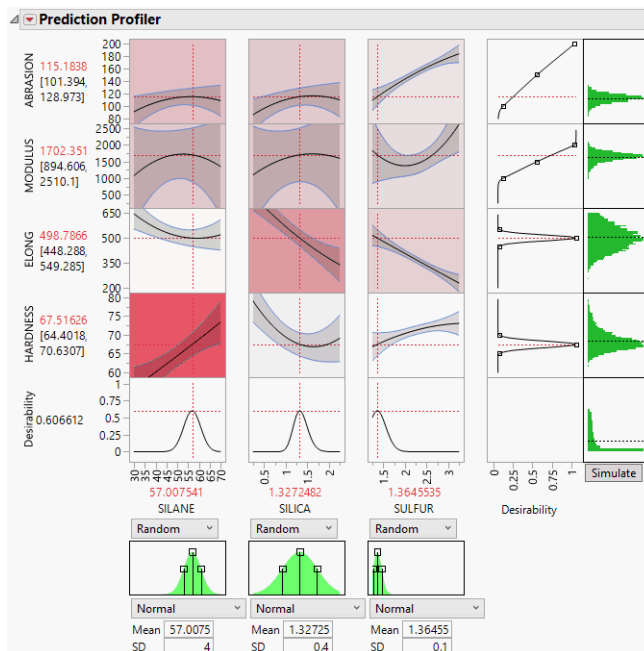 Prediction Profiler
ABRASION
115.1838
[101.394,
128.973]
200
180
160
140
120
100
80
MODULUS
1702.351
[894.606,
2510.1]
2500
2000
1500
1000
500
ELONG
498.7866
[448.288,
549.285]
650
500
350
200
HARDNESS
67.51626
[64.4018,
70.6307]
80
75
70
65
60
Desirability
0.606612
1
0.75
0.5
0.25
0
30 35 40 45 50 55 60 65 70
0.5 1 1.5 2
1.5 2 2.5 3
0 0.25 0.5 0.75 1
Simulate
57.007541 1.3272482 1.3645535
SILANE SILICA SULFUR Desirability
Random Random Random
Normal Normal Normal
Mean 57.0075 Mean 1.32725 Mean 1.36455
SD 4 SD 0.4 SD 0.1